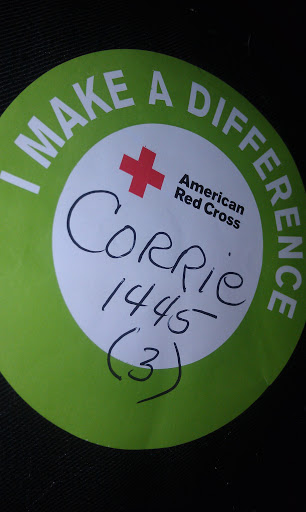 I MAKE A DIFFERENCE
American
Red Cross
CORRie
1445
(3)